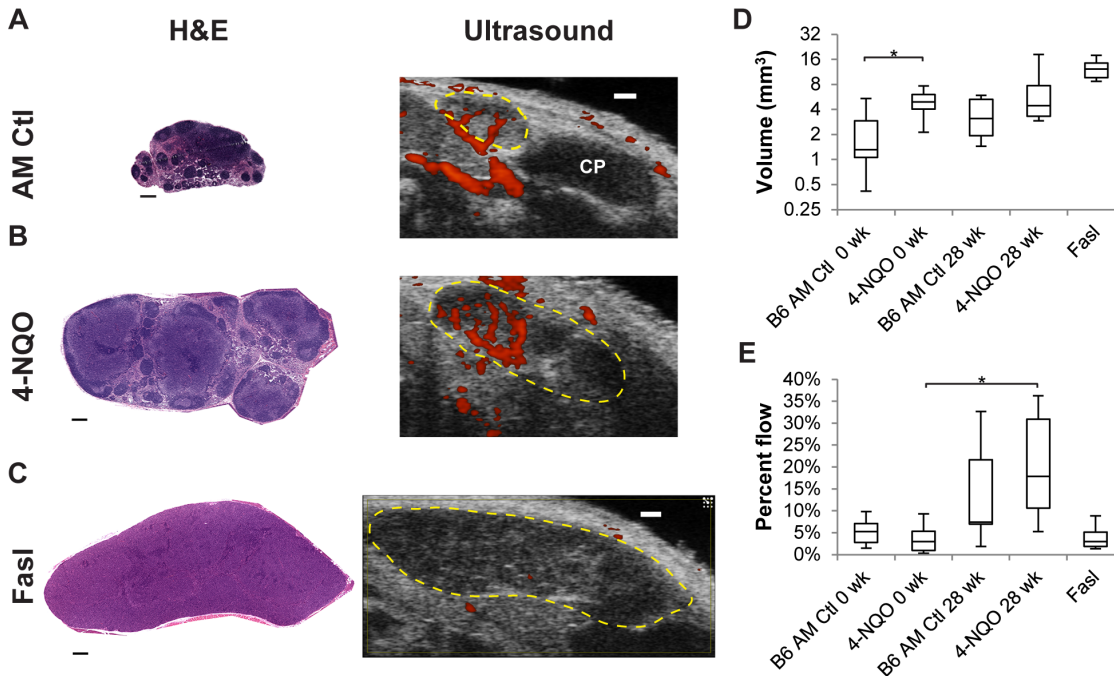 A
H&E
Ultrasound
AM Ctl
CP
B
4-NQO
C
Fasl
D
Volume (mm³)
32
16
8
4
2
1
0.5
0.25
*
B6 AM Ctl 0 wk
4-NQO 0 wk
B6 AM Ctl 28 wk
4-NQO 28 wk
Fasl
E
Percent flow
40%
35%
30%
25%
20%
15%
10%
5%
0%
*
B6 AM Ctl 0 wk
4-NQO 0 wk
B6 AM Ctl 28 wk
4-NQO 28 wk
Fasl